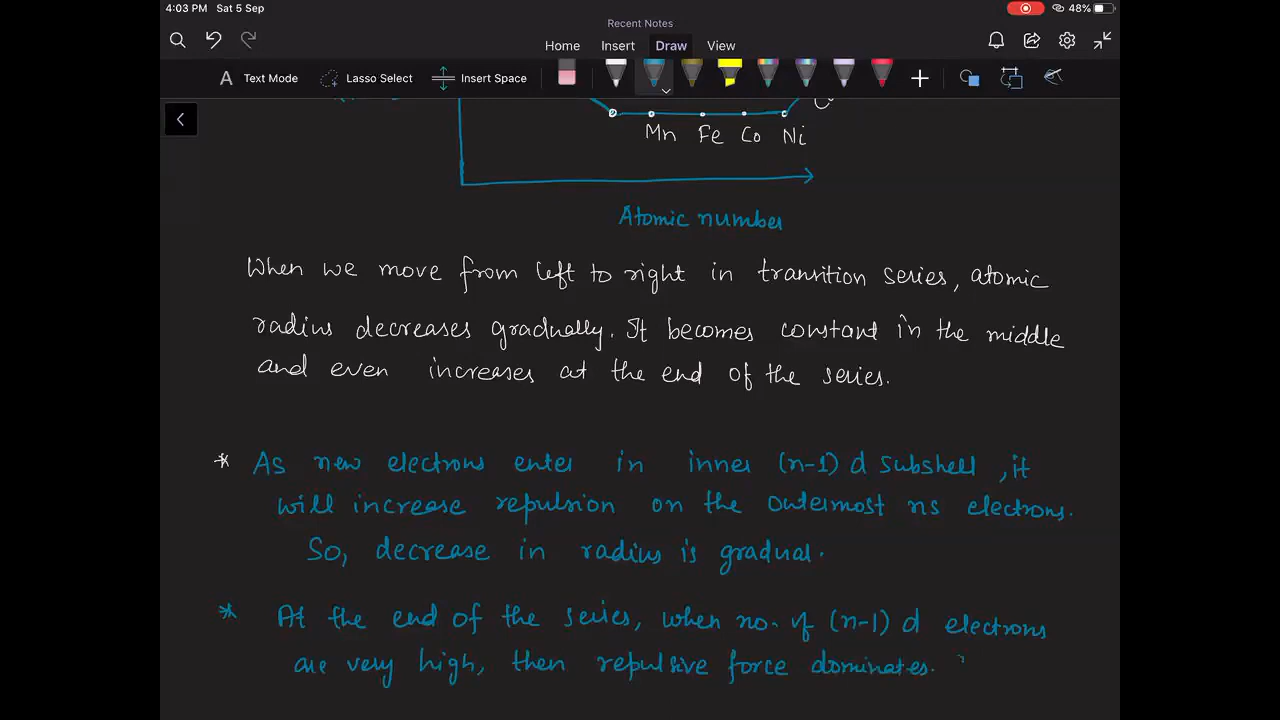 4:03 PM Sat 5 Sep
48%
Recent Notes
Home Insert Draw View
A Text Mode Lasso Select Insert Space
Mn Fe Co Ni
Atomic number
When we move from left to right in transition series, atomic
radius decreases gradually. It becomes constant in the middle
and even increases at the end of the series.
* As new electrons enter in inner (n-1) d subshell, it
will increase repulsion on the outermost ns electrons.
So, decrease in radius is gradual.
* At the end of the series, when no. of (n-1) d electrons
are very high, then repulsive force dominates.